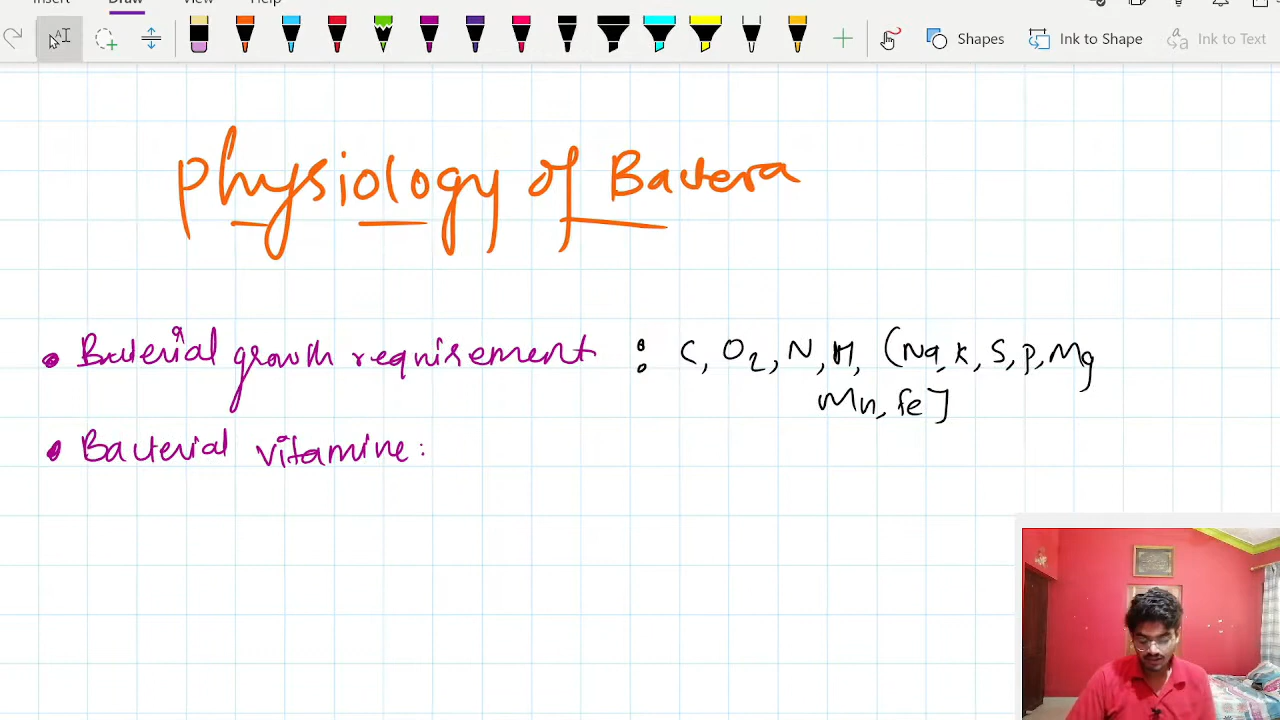 Insert Draw View Help
Shapes Ink to Shape Ink to Text
Physiology of Bactera
• Bacterial growth requirement : C, O2, N, H, (Na, K, S, P, Mg
Mn, Fe]
• Bacterial vitamine: